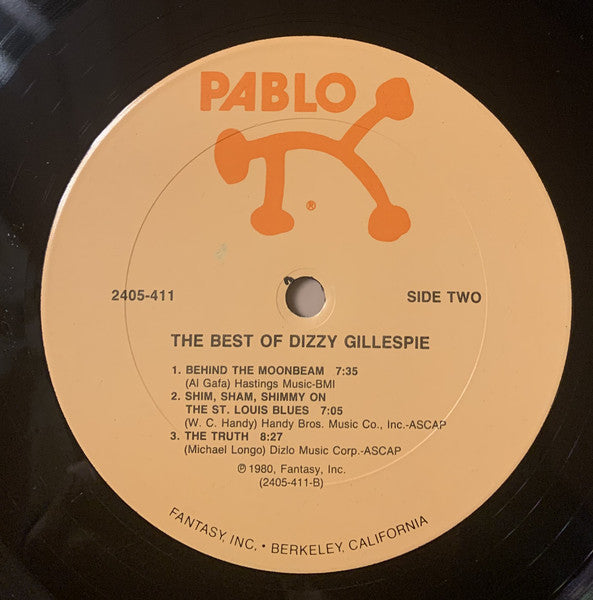 PABLO
®
2405-411
SIDE TWO
THE BEST OF DIZZY GILLESPIE
1. BEHIND THE MOONBEAM 7:35
(Al Gafa) Hastings Music-BMI
2. SHIM, SHAM, SHIMMY ON
THE ST. LOUIS BLUES 7:05
(W. C. Handy) Handy Bros. Music Co., Inc.-ASCAP
3. THE TRUTH 8:27
(Michael Longo) Dizlo Music Corp.-ASCAP
℗ 1980, Fantasy, Inc.
(2405-411-B)
FANTASY, INC. • BERKELEY, CALIFORNIA